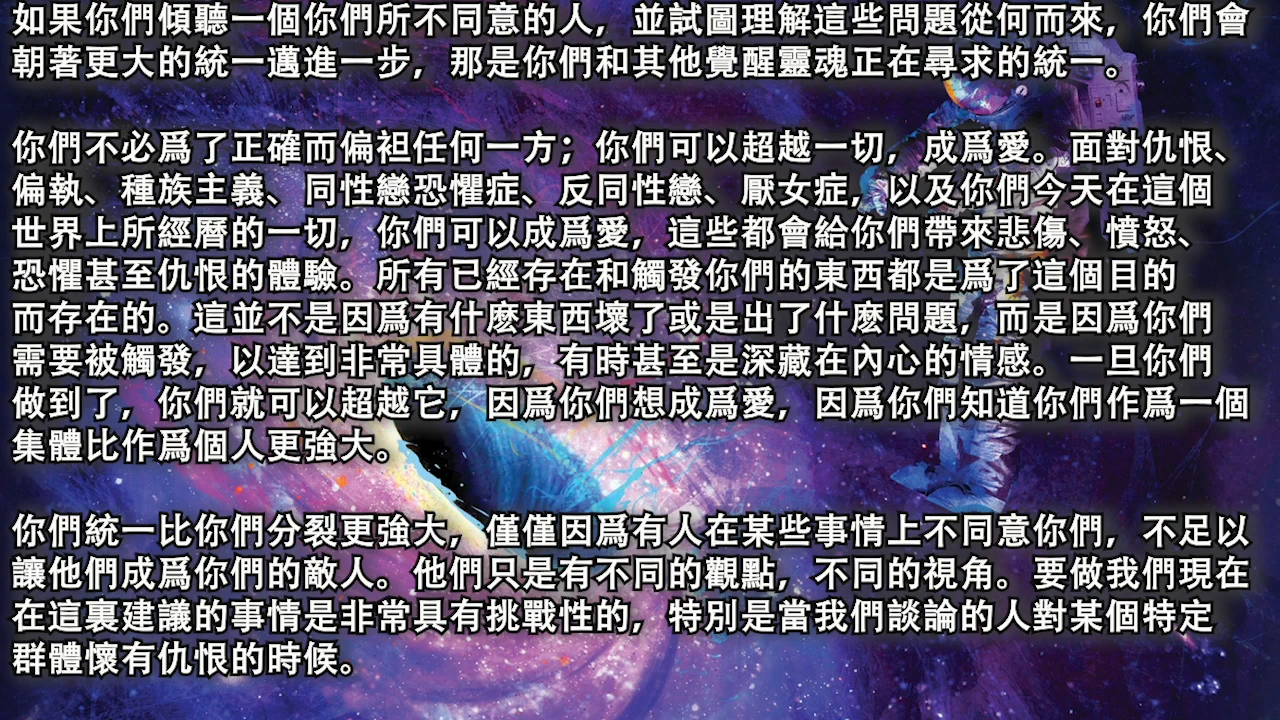 如果你們傾聽一個你們所不同意的人，並試圖理解這些問題從何而來，你們會
朝著更大的統一邁進一步，那是你們和其他覺醒靈魂正在尋求的統一。
你們不必爲了正確而偏袒任何一方；你們可以超越一切，成爲愛。面對仇恨、
偏執、種族主義、同性戀恐懼症、反同性戀、厭女症，以及你們今天在這個
世界上所經曆的一切，你們可以成爲愛，這些都會給你們帶來悲傷、憤怒、
恐懼甚至仇恨的體驗。所有已經存在和觸發你們的東西都是爲了這個目的
而存在的。這並不是因爲有什麽東西壞了或是出了什麽問題，而是因爲你們
需要被觸發，以達到非常具體的，有時甚至是深藏在內心的情感。一旦你們
做到了，你們就可以超越它，因爲你們想成爲愛，因爲你們知道你們作爲一個
集體比作爲個人更強大。
你們統一比你們分裂更強大，僅僅因爲有人在某些事情上不同意你們，不足以
讓他們成爲你們的敵人。他們只是有不同的觀點，不同的視角。要做我們現在
在這裏建議的事情是非常具有挑戰性的，特別是當我們談論的人對某個特定
群體懷有仇恨的時候。